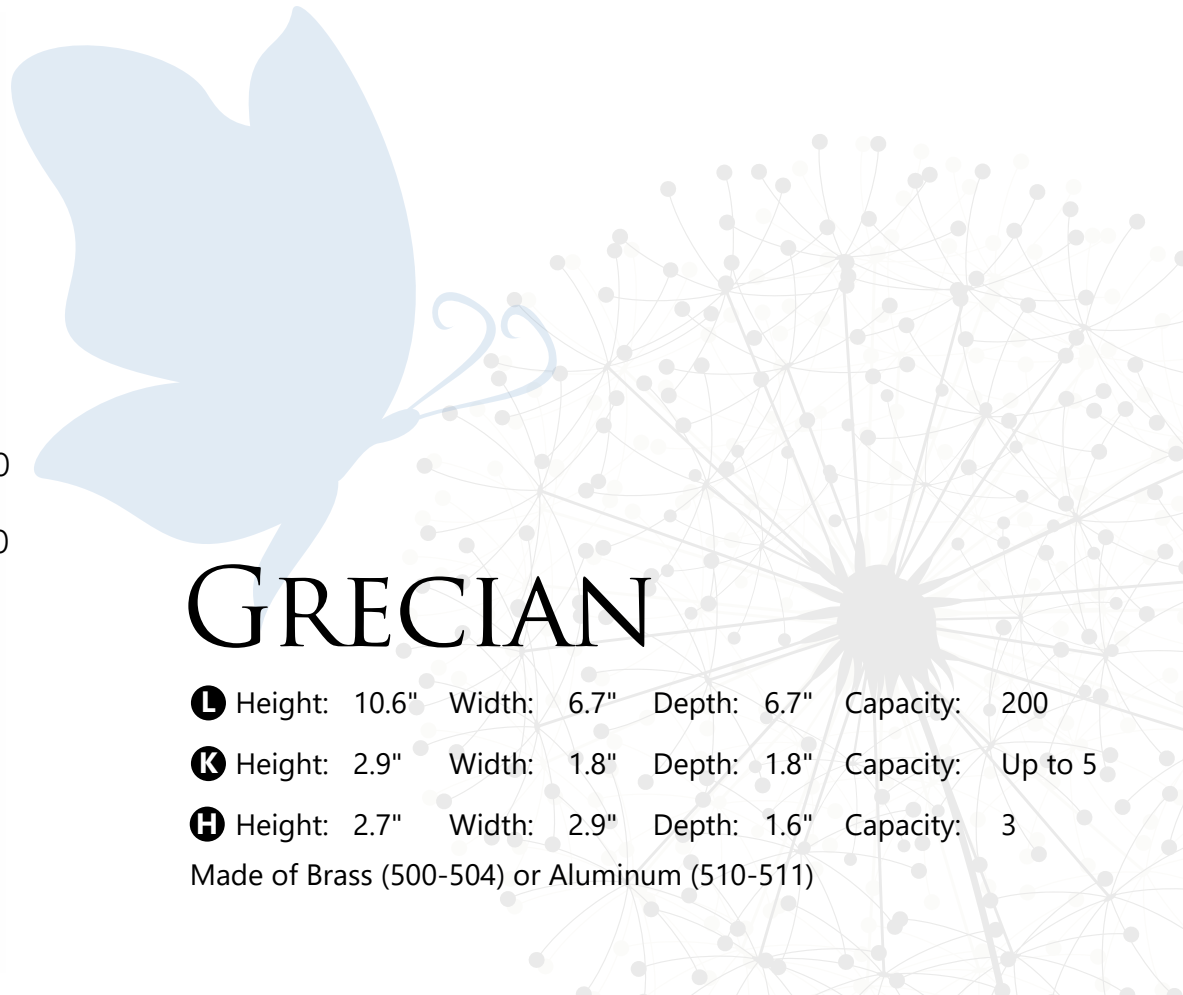 0
0
GRECIAN
L Height: 10.6" Width: 6.7" Depth: 6.7" Capacity: 200
K Height: 2.9" Width: 1.8" Depth: 1.8" Capacity: Up to 5
H Height: 2.7" Width: 2.9" Depth: 1.6" Capacity: 3
Made of Brass (500-504) or Aluminum (510-511)